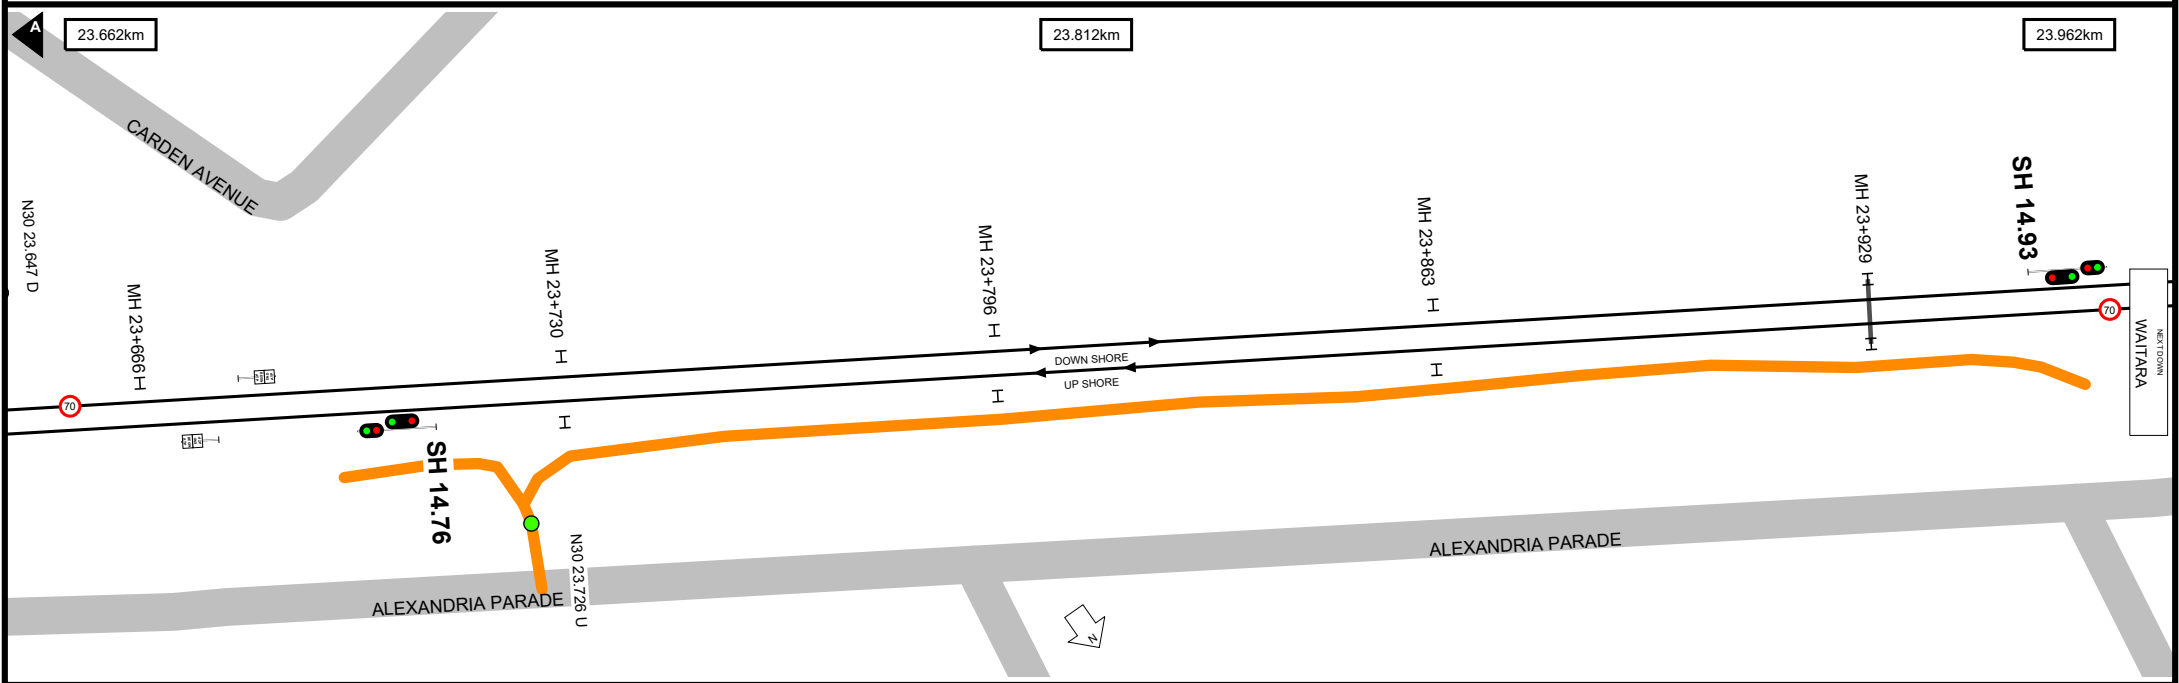 A
23.662km
23.812km
23.962km
CARDEN AVENUE
N30 23.647 D
MH 23+666
MH 23+730
MH 23+796
MH 23+863
MH 23+929
SH 14.93
70
70
DOWN SHORE
UP SHORE
NEXT DOWN
WAITARA
SH 14.76
N30 23.726 U
ALEXANDRIA PARADE
ALEXANDRIA PARADE
N